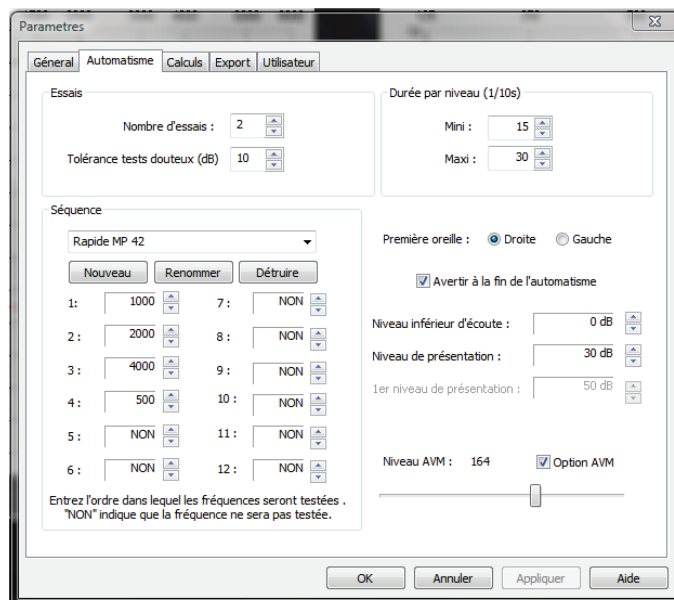 Parametres
Géneral Automatisme Calculs Export Utilisateur
Essais
Nombre d'essais : 2
Tolérance tests douteux (dB) 10
Durée par niveau (1/10s)
Mini : 15
Maxi : 30
Séquence
Rapide MP 42
Nouveau Renommer Détruire
1: 1000 7 : NON
2 : 2000 8 : NON
3 : 4000 9 : NON
4 : 500 10 : NON
5 : NON 11 : NON
6 : NON 12 : NON
Entrez l'ordre dans lequel les fréquences seront testées .
"NON" indique que la fréquence ne sera pas testée.
Première oreille : Droite Gauche
Avertir à la fin de l'automatisme
Niveau inférieur d'écoute : 0 dB
Niveau de présentation : 30 dB
1er niveau de présentation : 50 dB
Niveau AVM : 164 Option AVM
OK Annuler Appliquer Aide